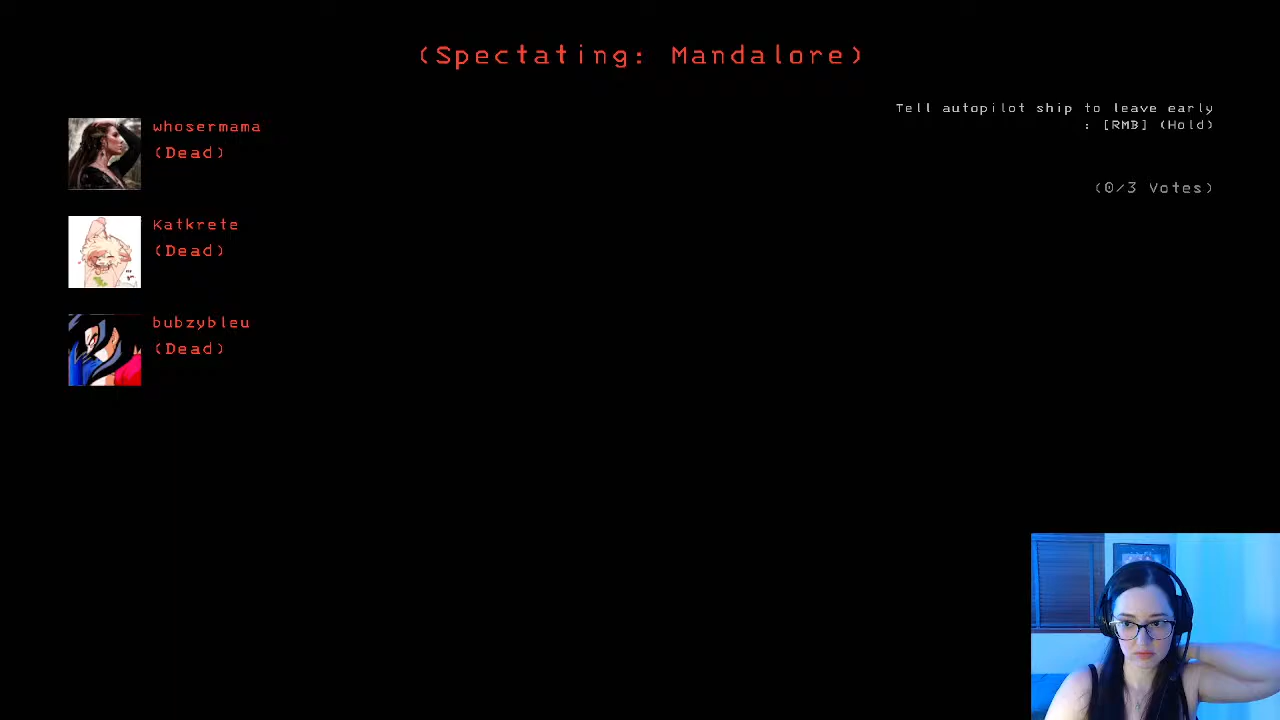 (Spectating: Mandalore)
whosermama
(Dead)
Katkrete
(Dead)
bubzybleu
(Dead)
Tell autopilot ship to leave early
: [RMB] (Hold)
(0/3 Votes)